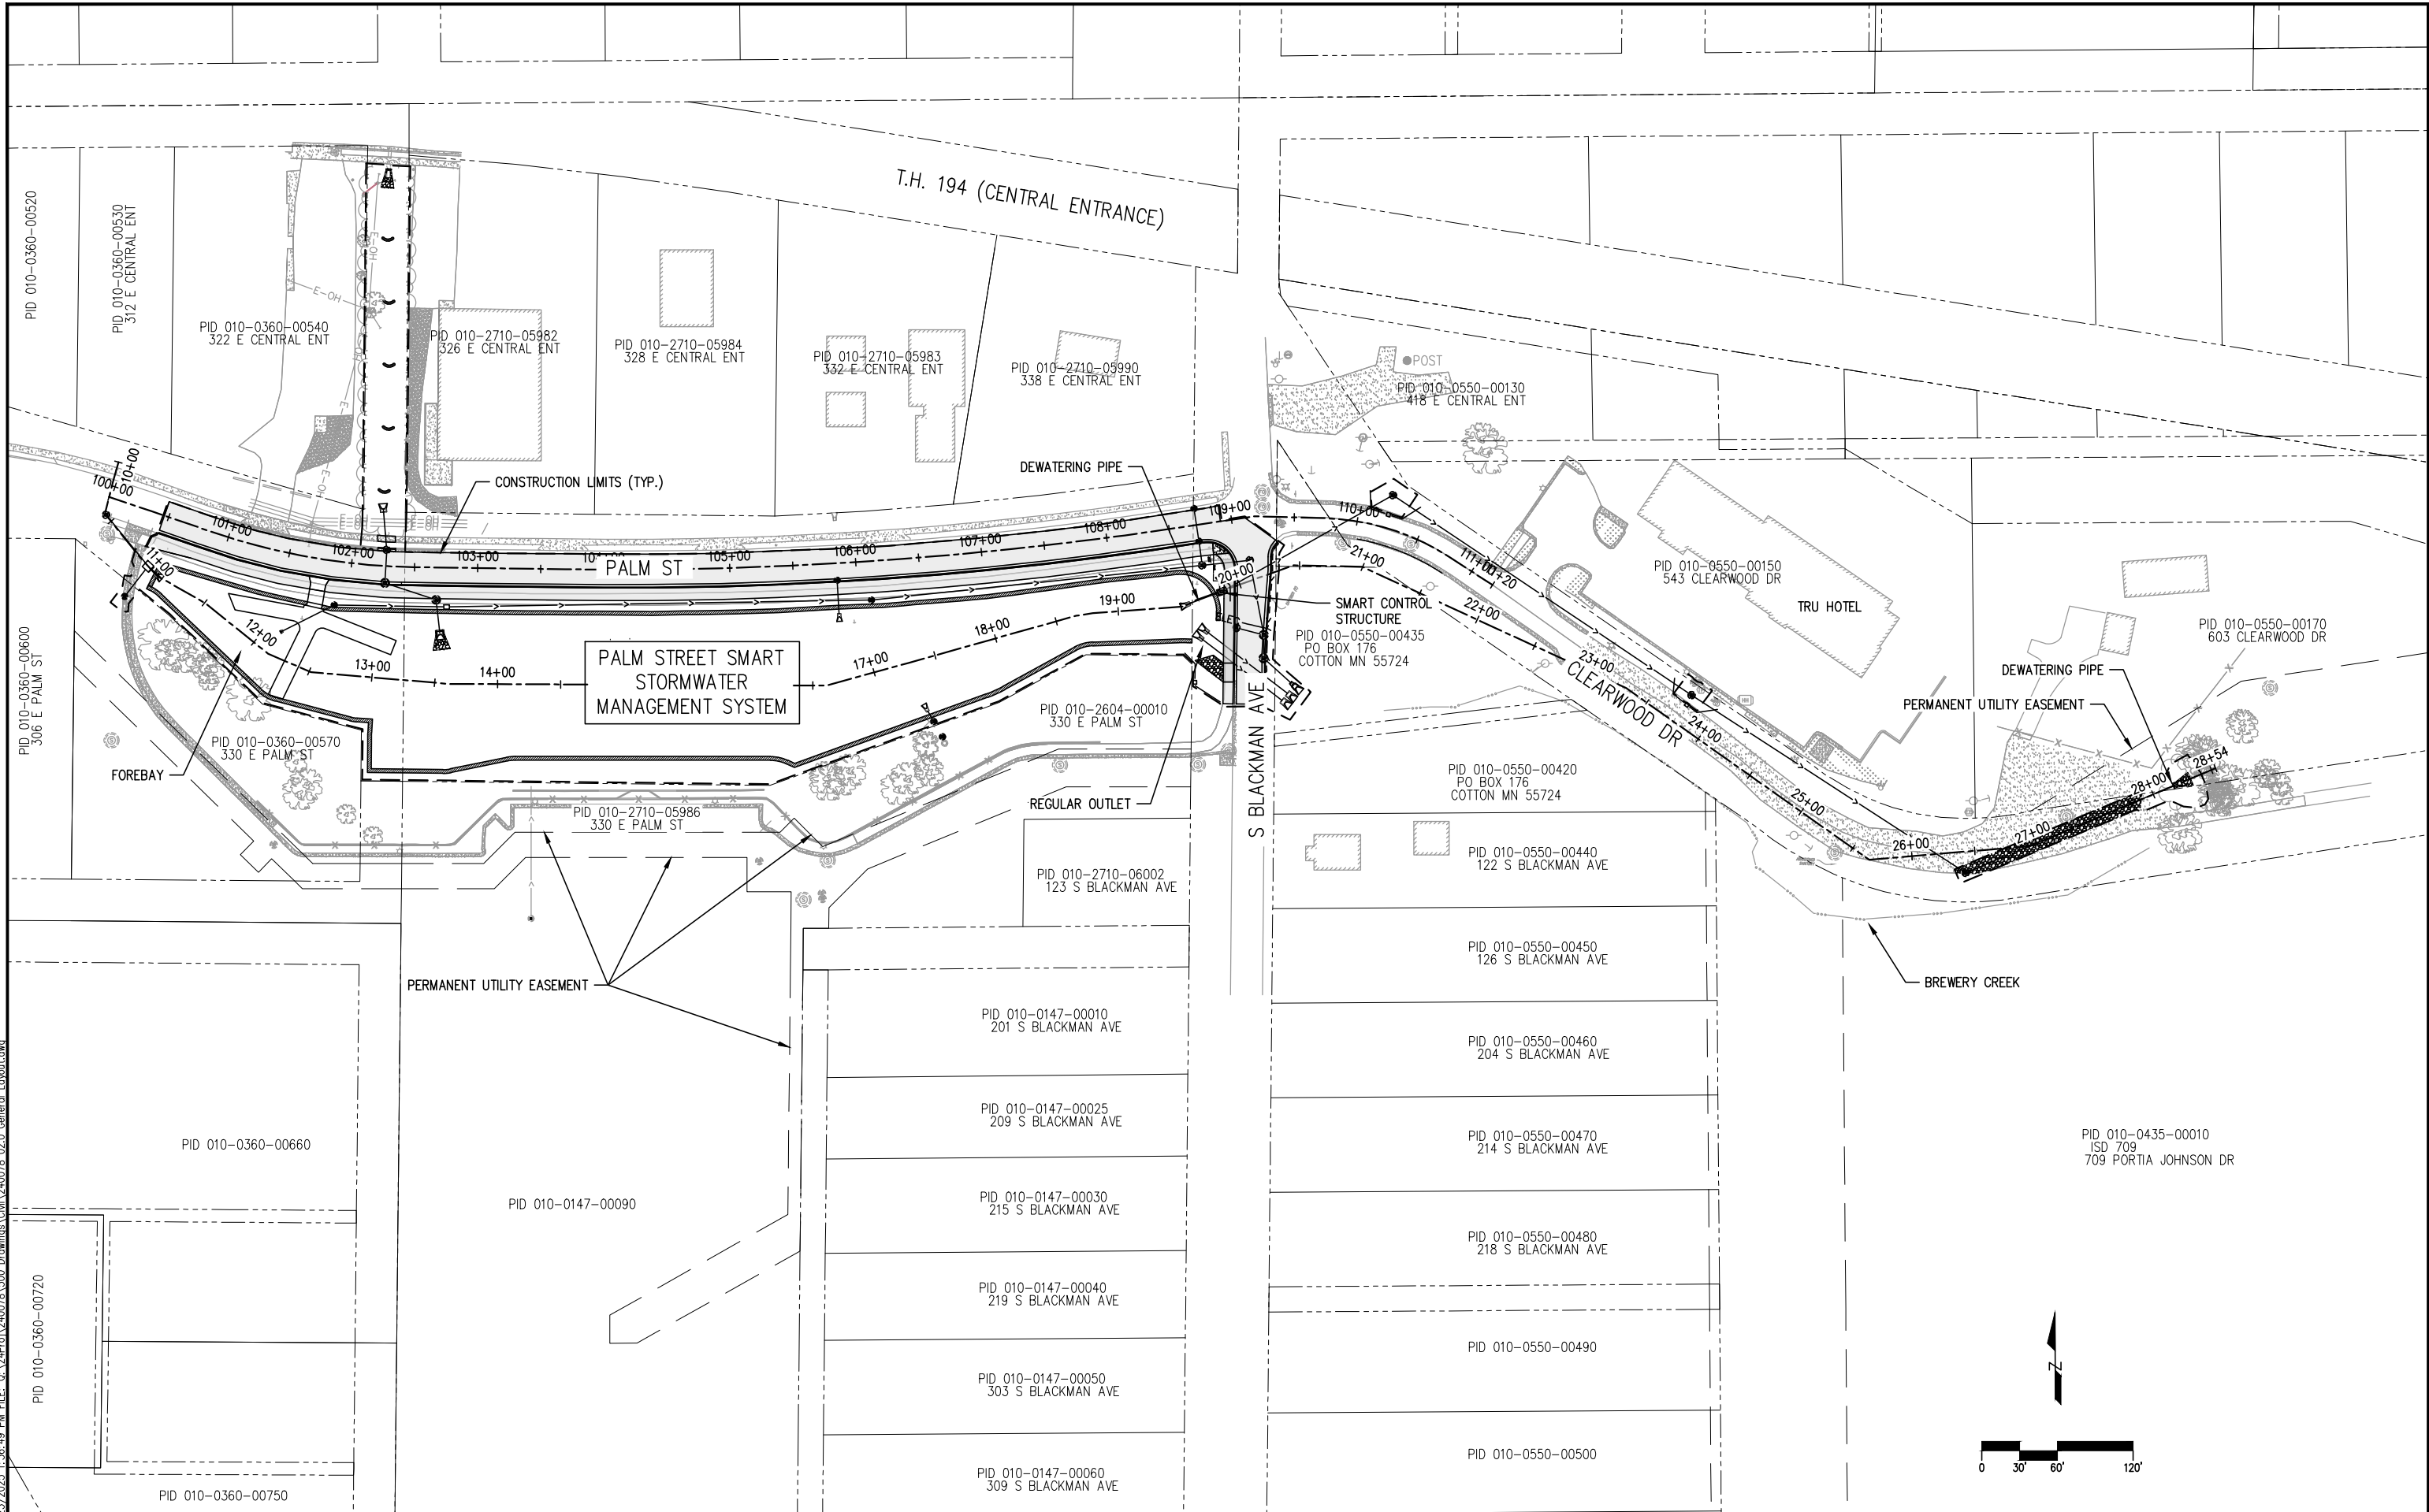 T.H. 194 (CENTRAL ENTRANCE)
PID 010-0360-00520
PID 010-0360-00530
312 E CENTRAL ENT
PID 010-0360-00540
322 E CENTRAL ENT
E-OH
E-OH
PID 010-2710-05982
326 E CENTRAL ENT
PID 010-2710-05984
328 E CENTRAL ENT
PID 010-2710-05983
332 E CENTRAL ENT
PID 010-2710-05990
338 E CENTRAL ENT
POST
PID 010-0550-00130
418 E CENTRAL ENT
DEWATERING PIPE
CONSTRUCTION LIMITS (TYP.)
10+00
100+00
101+00
102+00
103+00
105+00
106+00
107+00
108+00
109+00
110+00
PALM ST
11+00
12+00
13+00
14+00
17+00
18+00
19+00
20+00
21+00
22+00
23+00
24+00
25+00
26+00
27+00
28+00
28+54
PALM STREET SMART
STORMWATER
MANAGEMENT SYSTEM
SMART CONTROL
STRUCTURE
PID 010-0550-00435
PO BOX 176
COTTON MN 55724
PID 010-0550-00150
543 CLEARWOOD DR
TRU HOTEL
PID 010-0550-00170
603 CLEARWOOD DR
DEWATERING PIPE
PERMANENT UTILITY EASEMENT
CLEARWOOD DR
S BLACKMAN AVE
PID 010-0360-00600
306 E PALM ST
FOREBAY
PID 010-0360-00570
330 E PALM ST
PID 010-2604-00010
330 E PALM ST
REGULAR OUTLET
PID 010-2710-05986
330 E PALM ST
PID 010-0550-00420
PO BOX 176
COTTON MN 55724
PID 010-2710-06002
123 S BLACKMAN AVE
PID 010-0550-00440
122 S BLACKMAN AVE
PERMANENT UTILITY EASEMENT
PID 010-0550-00450
126 S BLACKMAN AVE
BREWERY CREEK
PID 010-0147-00010
201 S BLACKMAN AVE
PID 010-0550-00460
204 S BLACKMAN AVE
PID 010-0147-00025
209 S BLACKMAN AVE
PID 010-0550-00470
214 S BLACKMAN AVE
PID 010-0435-00010
ISD 709
709 PORTIA JOHNSON DR
PID 010-0360-00660
PID 010-0147-00090
PID 010-0147-00030
215 S BLACKMAN AVE
PID 010-0550-00480
218 S BLACKMAN AVE
PID 010-0147-00040
219 S BLACKMAN AVE
PID 010-0360-00720
PID 010-0550-00490
PID 010-0147-00050
303 S BLACKMAN AVE
PID 010-0550-00500
PID 010-0147-00060
309 S BLACKMAN AVE
PID 010-0360-00750
N
0 30' 60' 120'